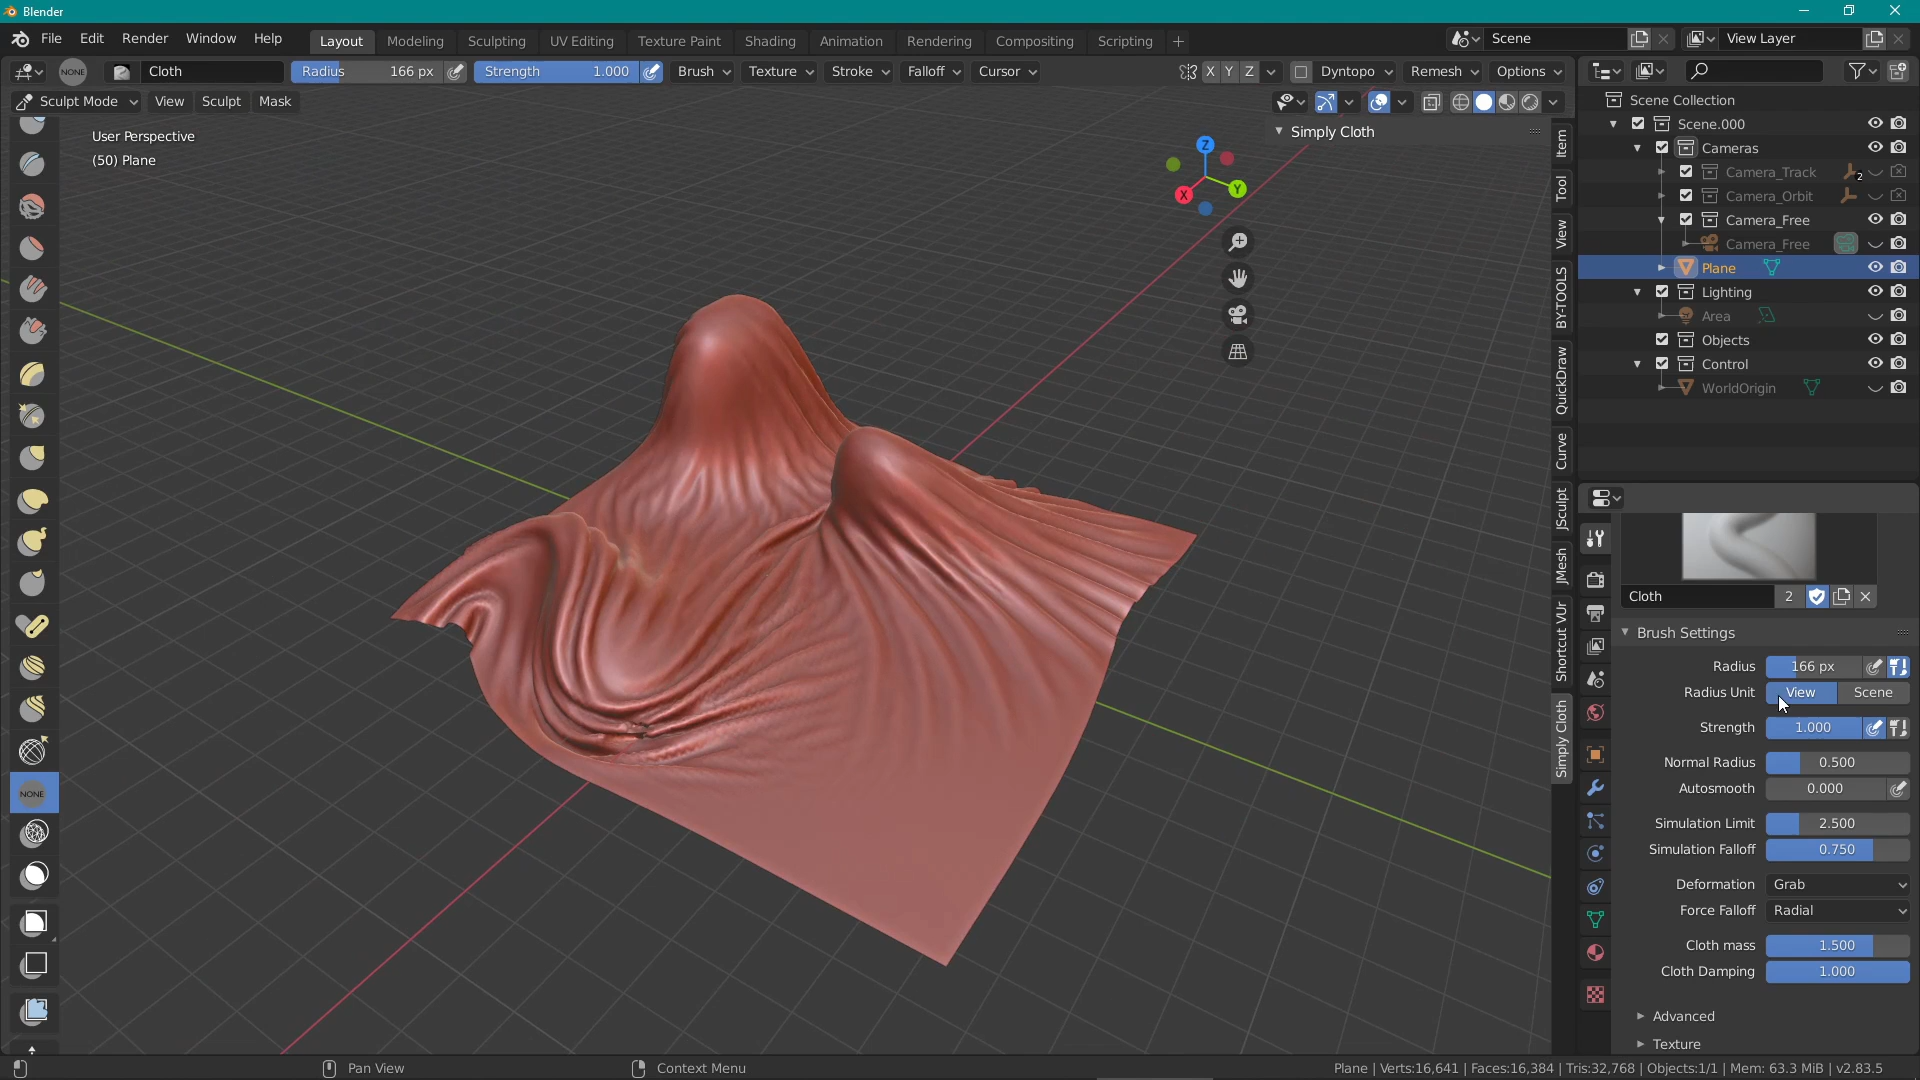 Blender
File Edit Render Window Help Layout Modeling Sculpting UV Editing Texture Paint Shading Animation Rendering Compositing Scripting + Scene View Layer
NONE Cloth Radius 166 px Strength 1.000 Brush Texture Stroke Falloff Cursor X Y Z Dyntopo Remesh Options
Sculpt Mode View Sculpt Mask
User Perspective
(50) Plane
Simply Cloth
Z
Y
X
Item
Tool
View
BY-TOOLS
QuickDraw
Curve
JSculpt
JMesh
Shortcut VUr
Simply Cloth
NONE
Scene Collection
Scene.000
Cameras
Camera_Track 2
Camera_Orbit
Camera_Free
Camera_Free
Plane
Lighting
Area
Objects
Control
WorldOrigin
Cloth 2
Brush Settings
Radius 166 px
Radius Unit View Scene
Strength 1.000
Normal Radius 0.500
Autosmooth 0.000
Simulation Limit 2.500
Simulation Falloff 0.750
Deformation Grab
Force Falloff Radial
Cloth mass 1.500
Cloth Damping 1.000
Advanced
Texture
Pan View Context Menu Plane | Verts:16,641 | Faces:16,384 | Tris:32,768 | Objects:1/1 | Mem: 63.3 MiB | v2.83.5